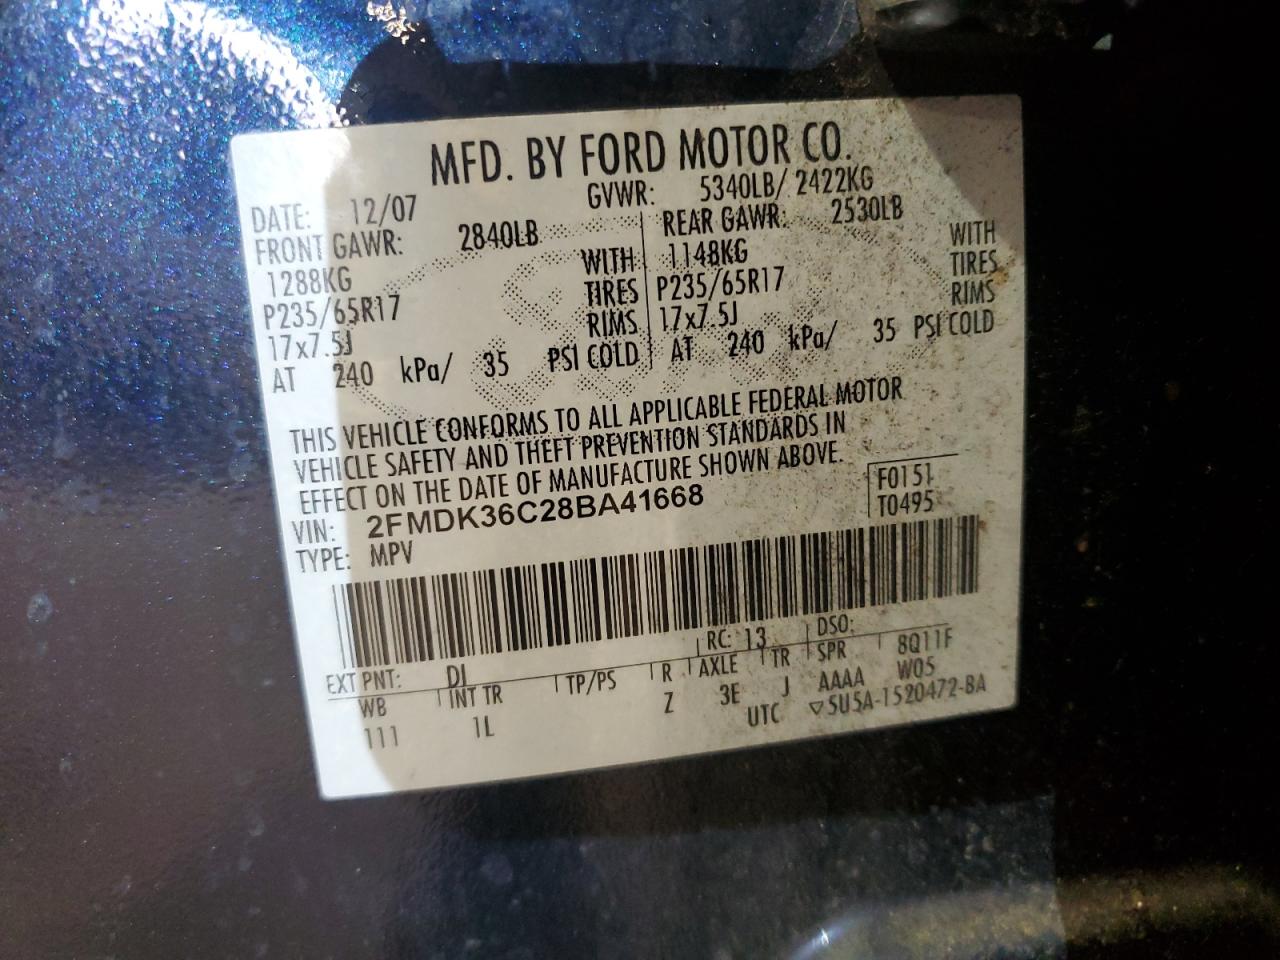 MFD. BY FORD MOTOR CO.
DATE: 12/07 GVWR: 5340LB/ 2422KG
FRONT GAWR: 2840LB REAR GAWR: 2530LB
1288KG WITH 1148KG WITH
P235/65R17 TIRES P235/65R17 TIRES
17x7.5J RIMS 17x7.5J RIMS
AT 240 kPa/ 35 PSI COLD AT 240 kPa/ 35 PSI COLD
THIS VEHICLE CONFORMS TO ALL APPLICABLE FEDERAL MOTOR
VEHICLE SAFETY AND THEFT PREVENTION STANDARDS IN
EFFECT ON THE DATE OF MANUFACTURE SHOWN ABOVE.
VIN: 2FMDK36C28BA41668 F0151
TYPE: MPV T0495
EXT PNT: DJ RC: 13 DSO:
WB INT TR TP/PS R AXLE TR SPR 8Q11F
111 1L Z 3E J AAAA W05
UTC ▽5U5A-1520472-BA